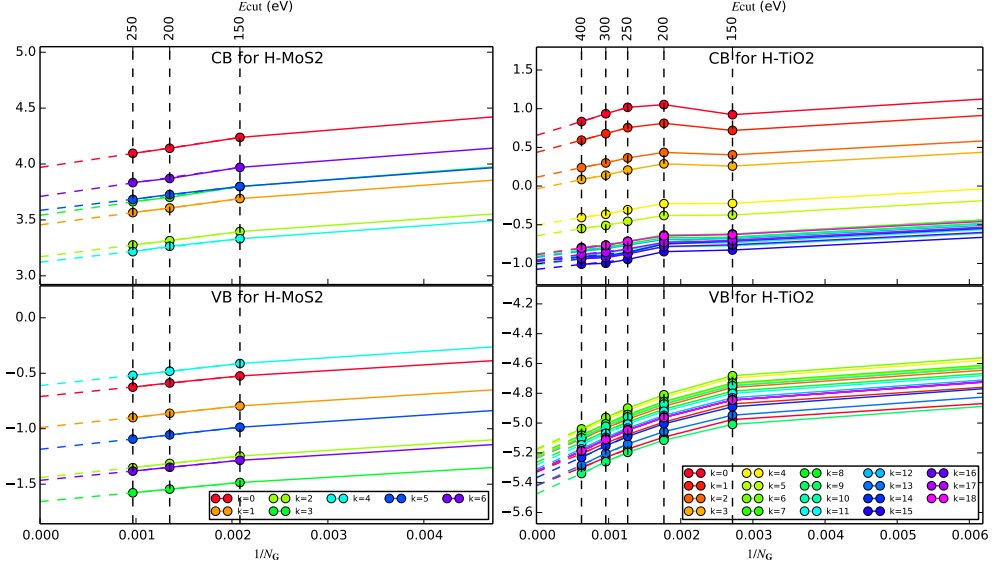 Ecut (eV)
250 200 150
CB for H-MoS2
5.0
4.5
4.0
3.5
3.0
VB for H-MoS2
0.0
−0.5
−1.0
−1.5
k=0 k=2 k=4 k=5 k=6
k=1 k=3
0.000 0.001 0.002 0.003 0.004
1/N_G
Ecut (eV)
400 300 250 200 150
CB for H-TiO2
1.5
1.0
0.5
0.0
−0.5
−1.0
VB for H-TiO2
−4.2
−4.4
−4.6
−4.8
−5.0
−5.2
−5.4
−5.6
k=0 k=4 k=8 k=12 k=16
k=1 k=5 k=9 k=13 k=17
k=2 k=6 k=10 k=14 k=18
k=3 k=7 k=11 k=15
0.000 0.001 0.002 0.003 0.004 0.005 0.006
1/N_G